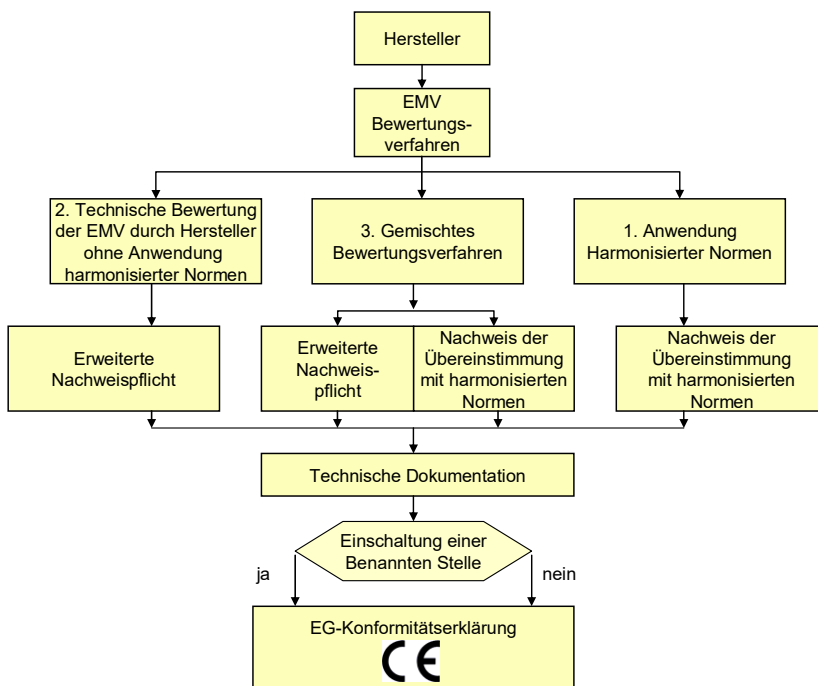 Hersteller
EMV
Bewertungs-
verfahren
2. Technische Bewertung
der EMV durch Hersteller
ohne Anwendung
harmonisierter Normen
3. Gemischtes
Bewertungsverfahren
1. Anwendung
Harmonisierter Normen
Erweiterte
Nachweispflicht
Erweiterte
Nachweis-
pflicht
Nachweis der
Übereinstimmung
mit harmonisierten
Normen
Nachweis der
Übereinstimmung
mit harmonisierten
Normen
Technische Dokumentation
Einschaltung einer
Benannten Stelle
ja
nein
EG-Konformitätserklärung
CE